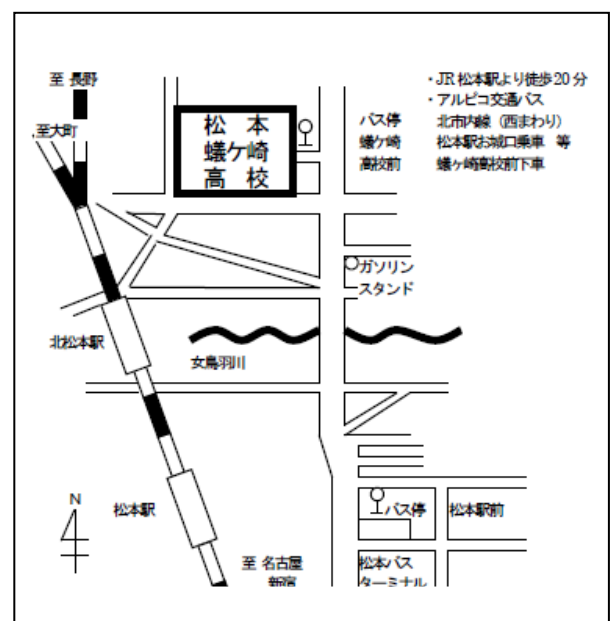 至 長野
至大町
松 本
蟻ケ崎
高 校
バス停
蟻ケ崎
高校前
・JR 松本駅より徒歩20 分
・アルピコ交通バス
北市内線（西まわり）
松本駅お城口乗車　等
蟻ヶ崎高校前下車
ガソリン
スタンド
北松本駅
女鳥羽川
N
松本駅
バス停
松本駅前
至 名古屋
新宿
松本バス
ターミナル